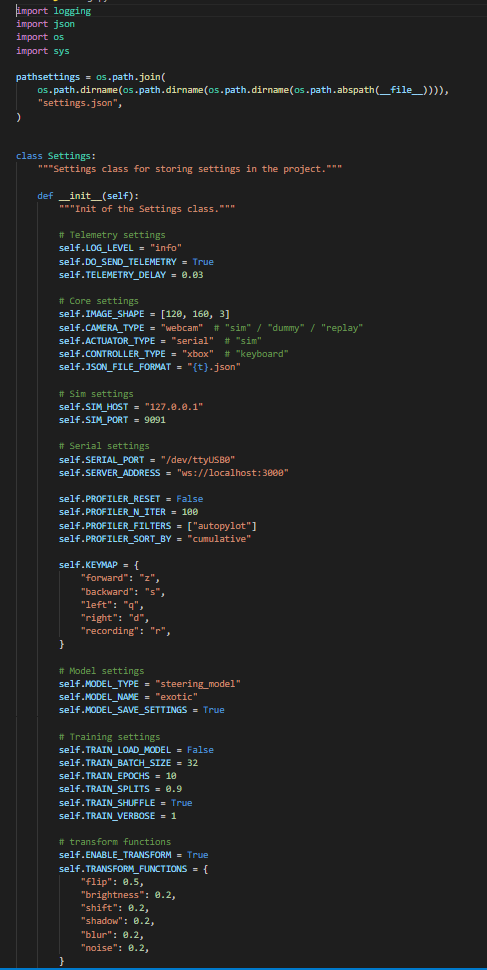 import logging
import json
import os
import sys

pathsettings = os.path.join(
    os.path.dirname(os.path.dirname(os.path.dirname(os.path.abspath(__file__)))),
    "settings.json",
)


class Settings:
    """Settings class for storing settings in the project."""

    def __init__(self):
        """Init of the Settings class."""

        # Telemetry settings
        self.LOG_LEVEL = "info"
        self.DO_SEND_TELEMETRY = True
        self.TELEMETRY_DELAY = 0.03

        # Core settings
        self.IMAGE_SHAPE = [120, 160, 3]
        self.CAMERA_TYPE = "webcam"  # "sim" / "dummy" / "replay"
        self.ACTUATOR_TYPE = "serial"  # "sim"
        self.CONTROLLER_TYPE = "xbox"  # "keyboard"
        self.JSON_FILE_FORMAT = "{t}.json"

        # Sim settings
        self.SIM_HOST = "127.0.0.1"
        self.SIM_PORT = 9091

        # Serial settings
        self.SERIAL_PORT = "/dev/ttyUSB0"
        self.SERVER_ADDRESS = "ws://localhost:3000"

        self.PROFILER_RESET = False
        self.PROFILER_N_ITER = 100
        self.PROFILER_FILTERS = ["autopylot"]
        self.PROFILER_SORT_BY = "cumulative"

        self.KEYMAP = {
            "forward": "z",
            "backward": "s",
            "left": "q",
            "right": "d",
            "recording": "r",
        }

        # Model settings
        self.MODEL_TYPE = "steering_model"
        self.MODEL_NAME = "exotic"
        self.MODEL_SAVE_SETTINGS = True

        # Training settings
        self.TRAIN_LOAD_MODEL = False
        self.TRAIN_BATCH_SIZE = 32
        self.TRAIN_EPOCHS = 10
        self.TRAIN_SPLITS = 0.9
        self.TRAIN_SHUFFLE = True
        self.TRAIN_VERBOSE = 1

        # transform functions
        self.ENABLE_TRANSFORM = True
        self.TRANSFORM_FUNCTIONS = {
            "flip": 0.5,
            "brightness": 0.2,
            "shift": 0.2,
            "shadow": 0.2,
            "blur": 0.2,
            "noise": 0.2,
        }